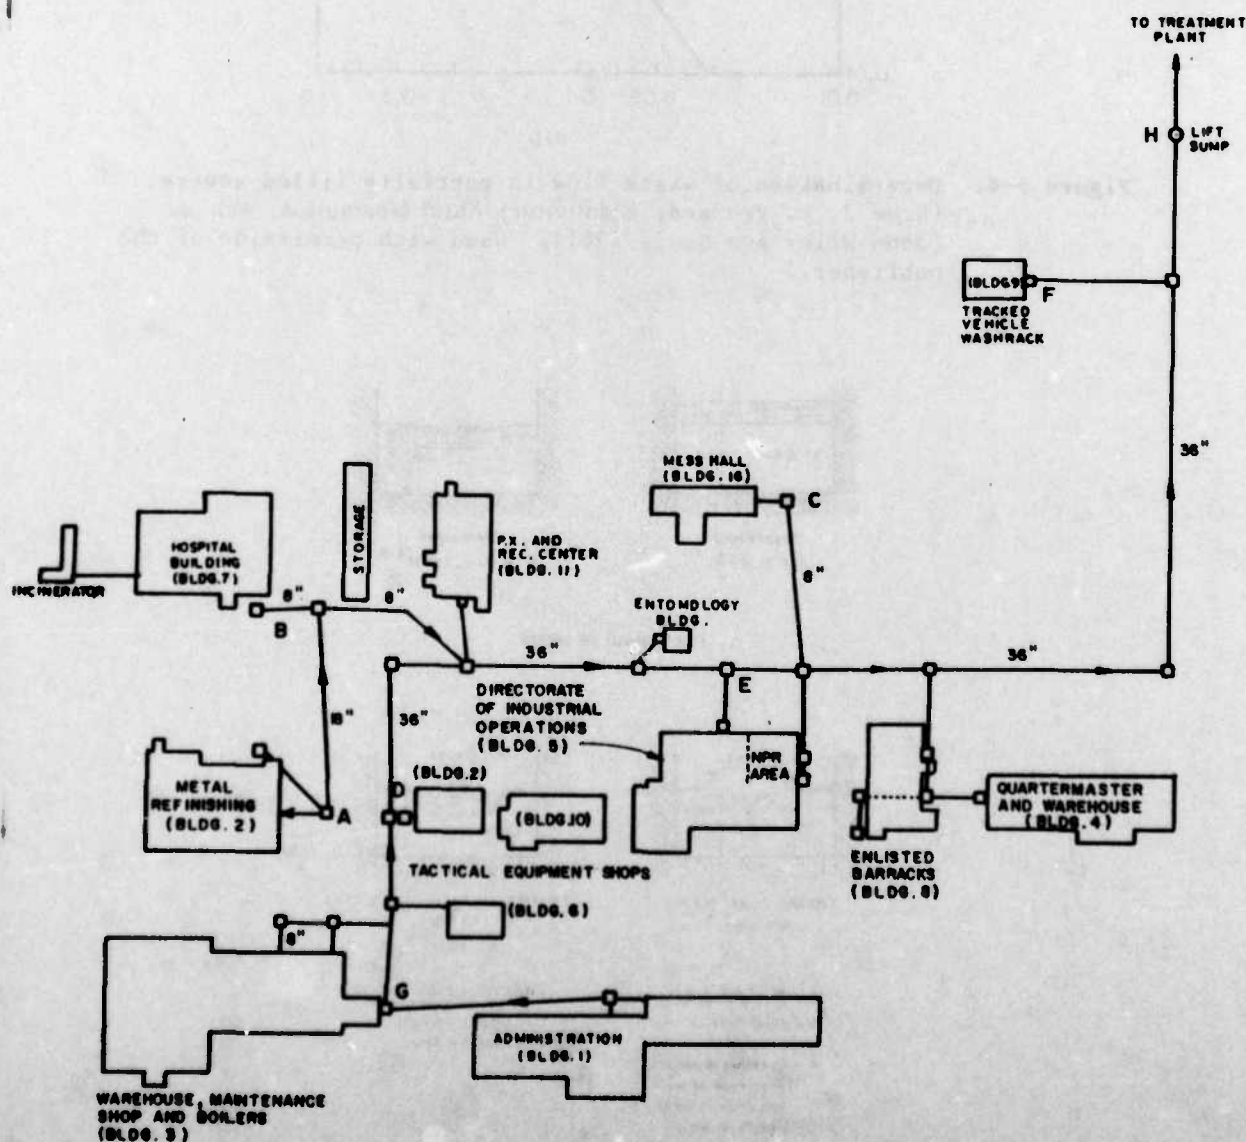 TO TREATMENT
PLANT
H
LIFT
SUMP
(BLDG.9)
F
TRACKED
VEHICLE
WASHRACK
36"
MESS HALL
(BLDG. 16)
C
8"
STORAGE
P.X. AND
REC. CENTER
(BLDG. 11)
HOSPITAL
BUILDING
(BLDG. 7)
INCINERATOR
8"
8"
B
ENTOMOLOGY
BLDG.
36"
36"
E
DIRECTORATE
OF INDUSTRIAL
OPERATIONS
(BLDG. 5)
36"
18"
NPR
AREA
METAL
REFINISHING
(BLDG. 2)
A
D
(BLDG. 2)
(BLDG. 10)
QUARTERMASTER
AND WAREHOUSE
(BLDG. 4)
ENLISTED
BARRACKS
(BLDG. 8)
TACTICAL EQUIPMENT SHOPS
(BLDG. 6)
8"
G
ADMINISTRATION
(BLDG. 1)
WAREHOUSE, MAINTENANCE
SHOP AND BOILERS
(BLDG. 3)